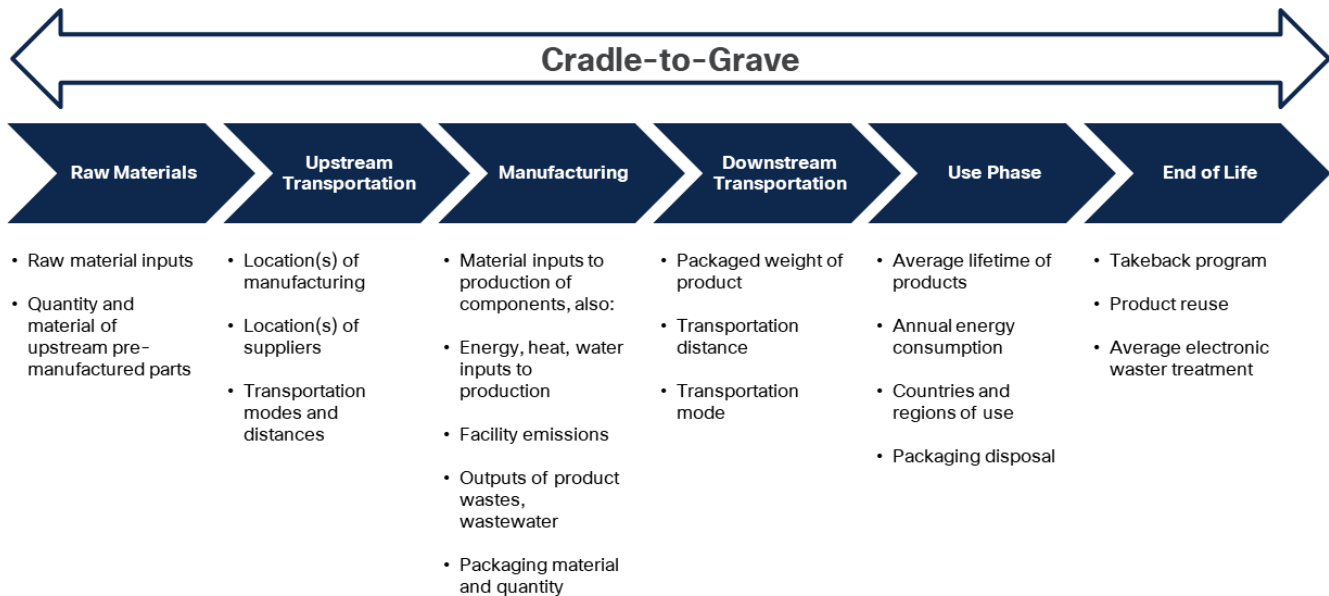 Cradle-to-Grave
Raw Materials
Upstream
Transportation
Manufacturing
Downstream
Transportation
Use Phase
End of Life
• Raw material inputs
• Quantity and
material of
upstream pre-
manufactured parts
• Location(s) of
manufacturing
• Location(s) of
suppliers
• Transportation
modes and
distances
• Material inputs to
production of
components, also:
• Energy, heat, water
inputs to
production
• Facility emissions
• Outputs of product
wastes,
wastewater
• Packaging material
and quantity
• Packaged weight of
product
• Transportation
distance
• Transportation
mode
• Average lifetime of
products
• Annual energy
consumption
• Countries and
regions of use
• Packaging disposal
• Takeback program
• Product reuse
• Average electronic
waster treatment